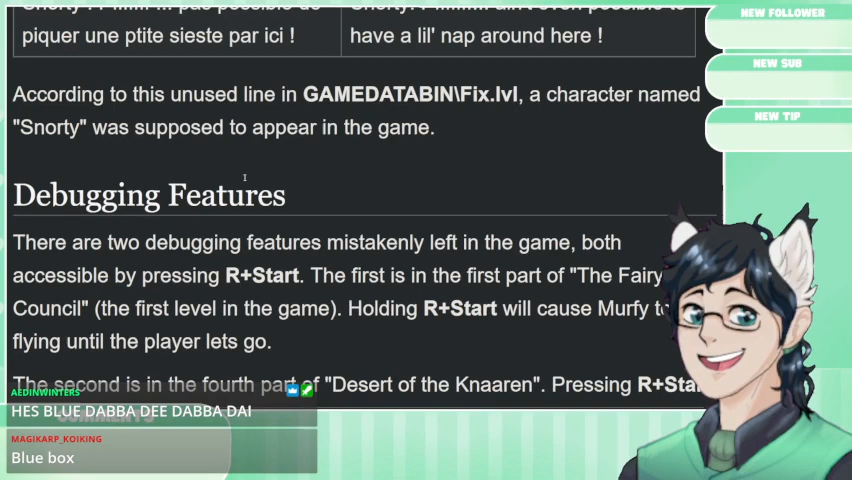 piquer une ptite sieste par ici !
have a lil' nap around here !
According to this unused line in GAMEDATABIN\Fix.lvl, a character named
"Snorty" was supposed to appear in the game.
Debugging Features
There are two debugging features mistakenly left in the game, both
accessible by pressing R+Start. The first is in the first part of "The Fairy
Council" (the first level in the game). Holding R+Start will cause Murfy to
flying until the player lets go.
The second is in the fourth part of "Desert of the Knaaren". Pressing R+Star
AEDINWINTERS
HES BLUE DABBA DEE DABBA DAI
COMMENTS
MAGIKARP_KOIKING
Blue box
NEW FOLLOWER
NEW SUB
NEW TIP